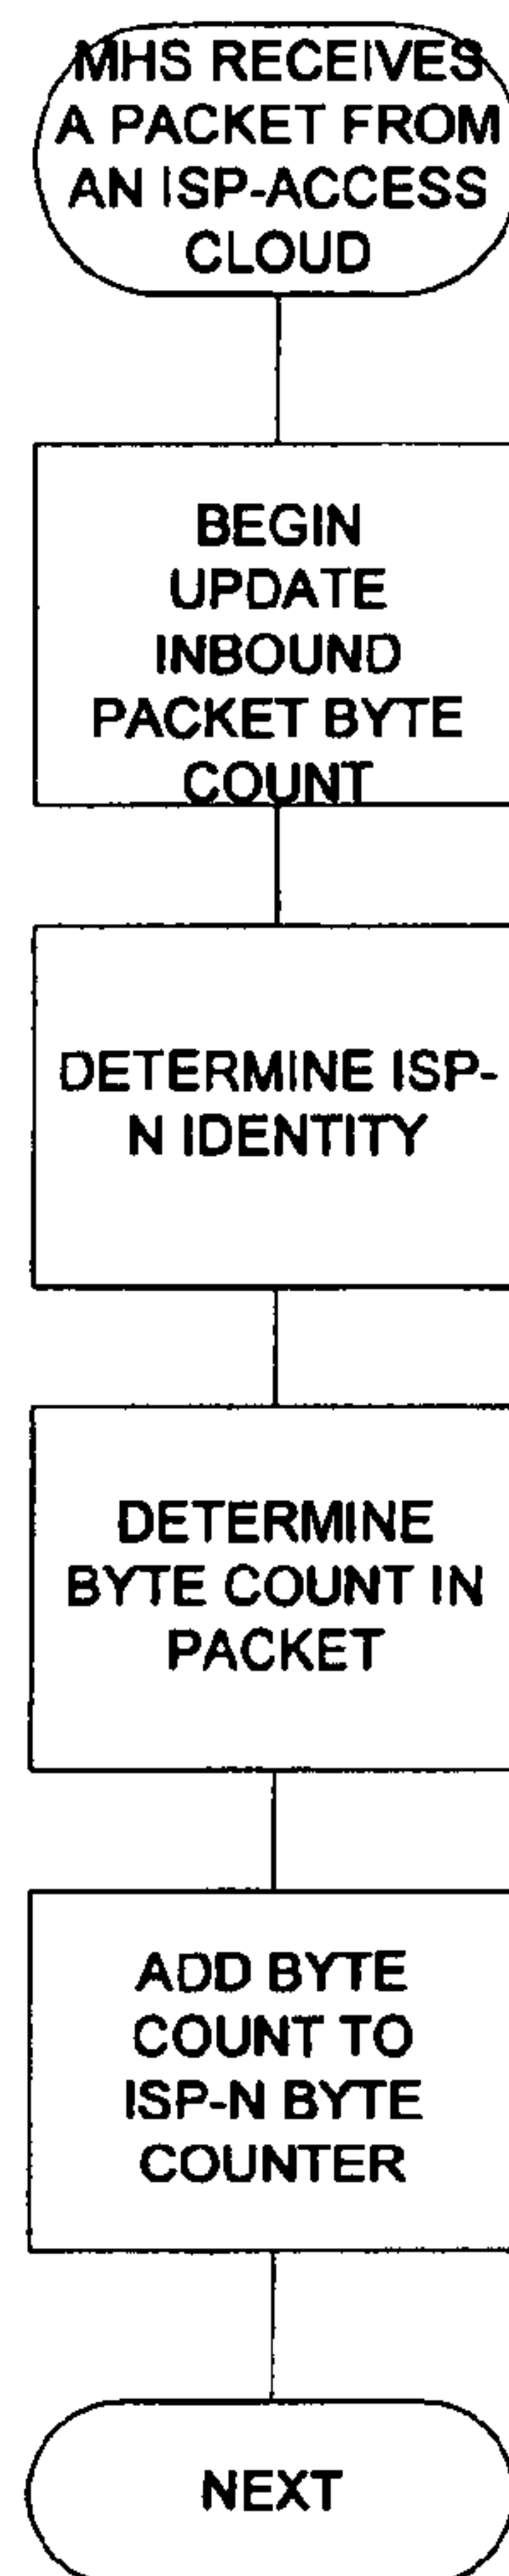 MHS RECEIVES
A PACKET FROM
AN ISP-ACCESS
CLOUD
BEGIN
UPDATE
INBOUND
PACKET BYTE
COUNT
DETERMINE ISP-
N IDENTITY
DETERMINE
BYTE COUNT IN
PACKET
ADD BYTE
COUNT TO
ISP-N BYTE
COUNTER
NEXT